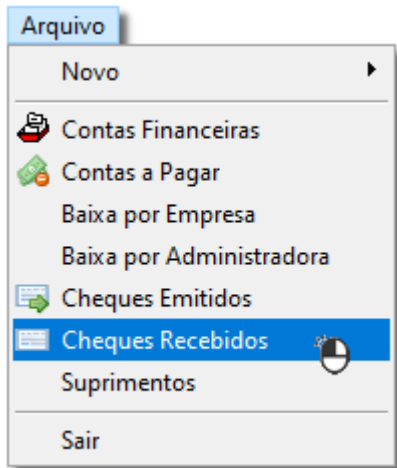 Arquivo
Novo
Contas Financeiras
Contas a Pagar
Baixa por Empresa
Baixa por Administradora
Cheques Emitidos
Cheques Recebidos
Suprimentos
Sair